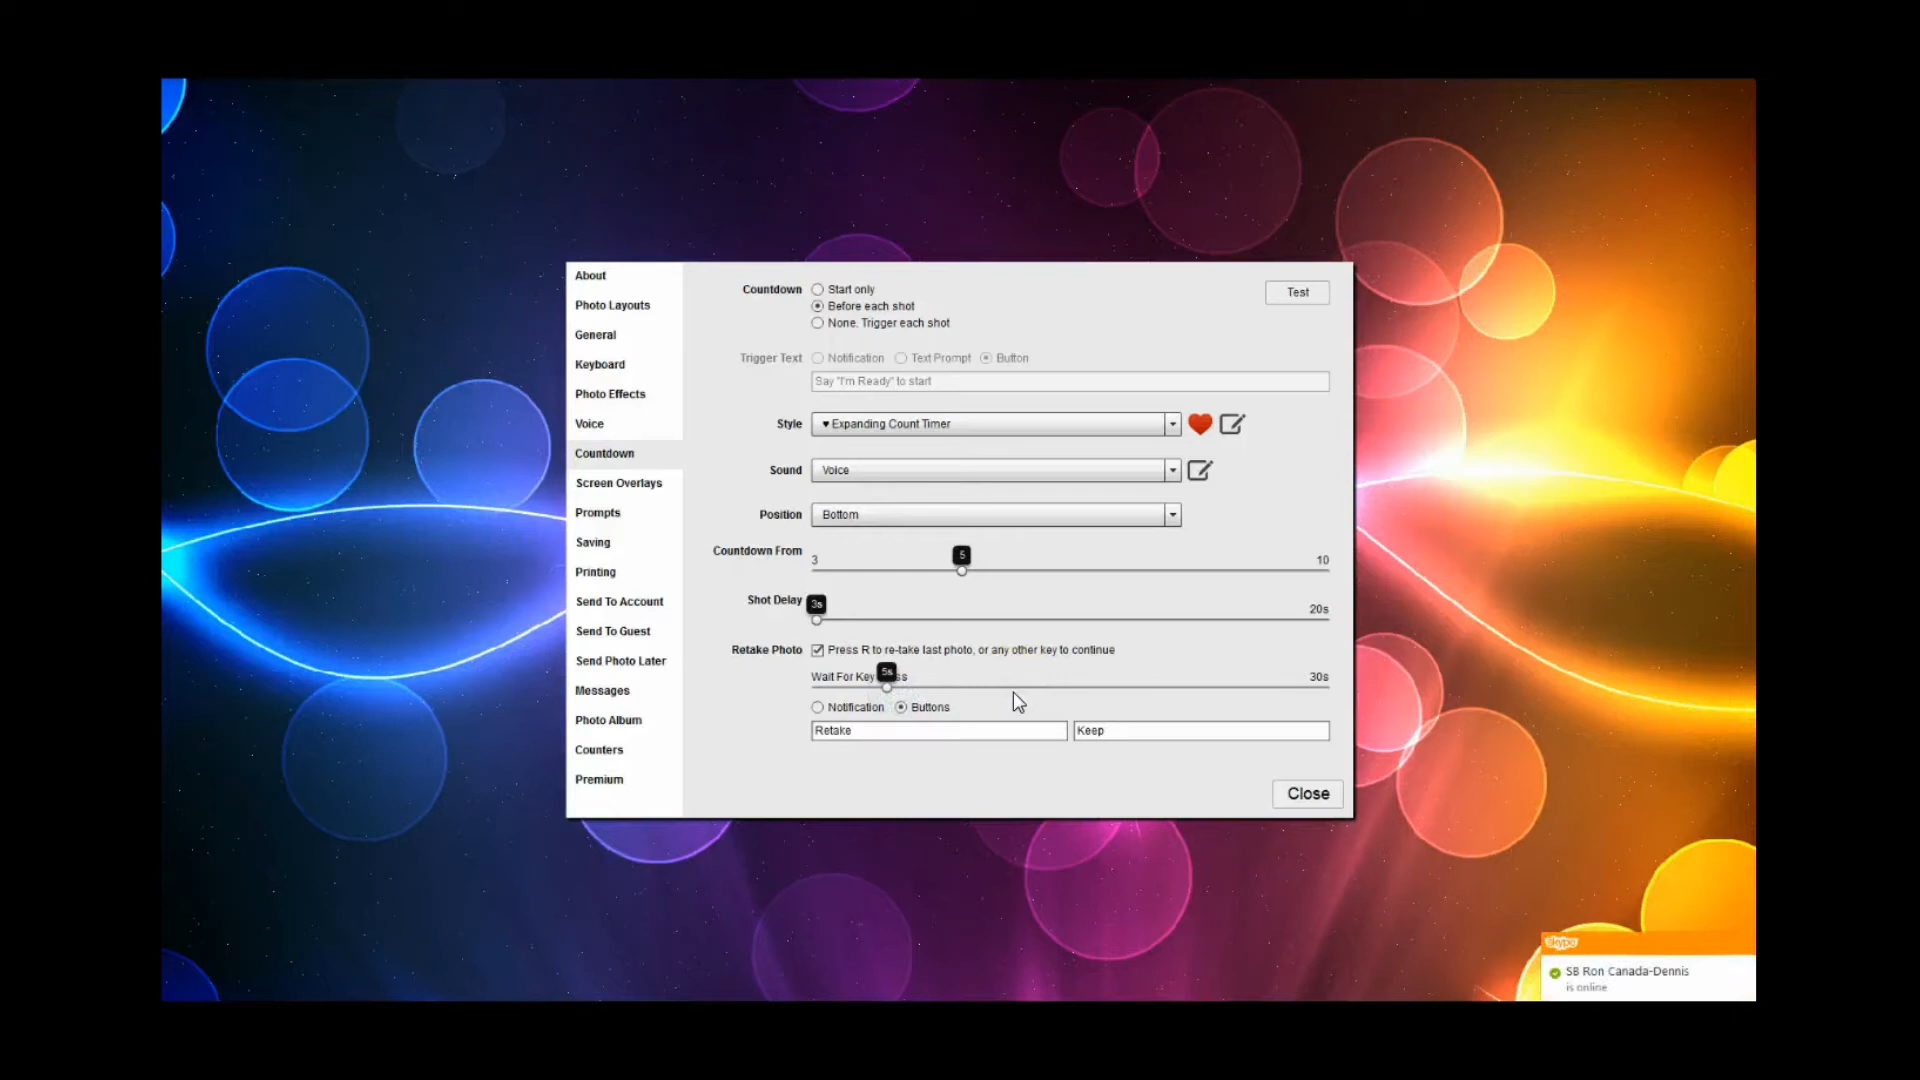 About
Photo Layouts
General
Keyboard
Photo Effects
Voice
Countdown
Screen Overlays
Prompts
Saving
Printing
Send To Account
Send To Guest
Send Photo Later
Messages
Photo Album
Counters
Premium
Countdown
Start only
Before each shot
None. Trigger each shot
Test
Trigger Text
Notification Text Prompt Button
Say "I'm Ready" to start
Style ♥ Expanding Count Timer
Sound Voice
Position Bottom
Countdown From 3 5 10
Shot Delay 3s 20s
Retake Photo Press R to re-take last photo, or any other key to continue
Wait For Key 5s 30s
Notification Buttons
Retake Keep
Close
skype
SB Ron Canada-Dennis
is online